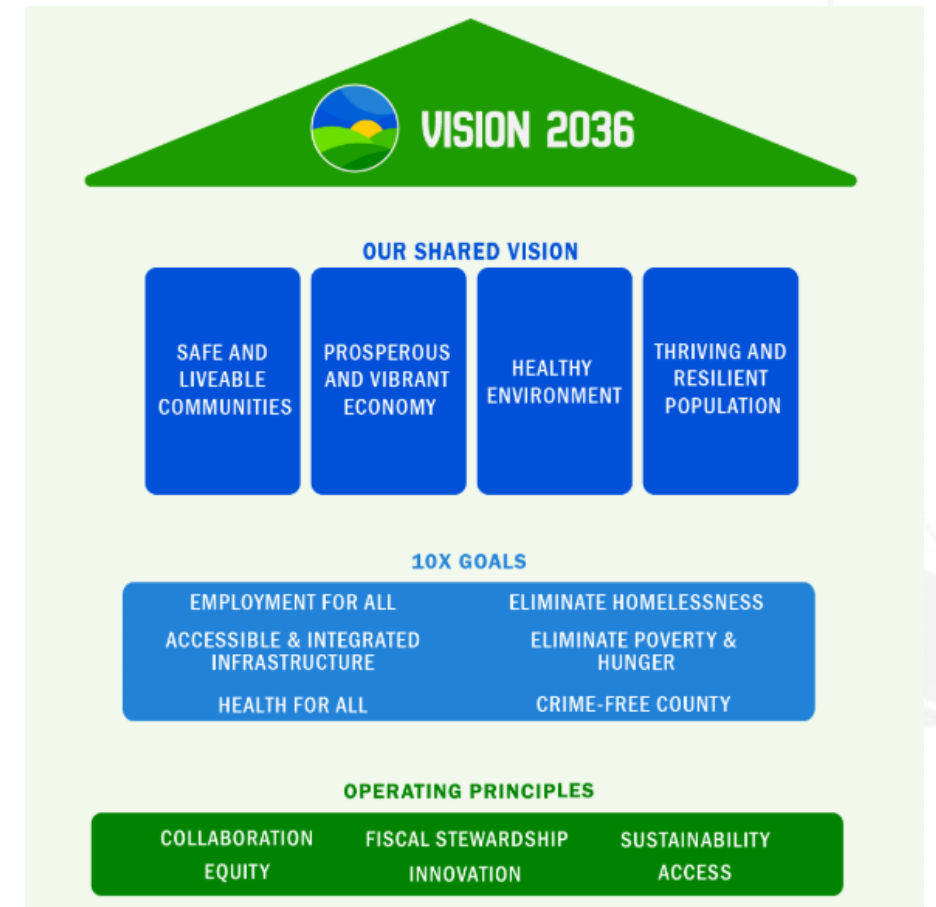 VISION 2036
OUR SHARED VISION
SAFE AND
LIVEABLE
COMMUNITIES
PROSPEROUS
AND VIBRANT
ECONOMY
HEALTHY
ENVIRONMENT
THRIVING AND
RESILIENT
POPULATION
10X GOALS
EMPLOYMENT FOR ALL
ELIMINATE HOMELESSNESS
ACCESSIBLE & INTEGRATED
INFRASTRUCTURE
ELIMINATE POVERTY &
HUNGER
HEALTH FOR ALL
CRIME-FREE COUNTY
OPERATING PRINCIPLES
COLLABORATION
FISCAL STEWARDSHIP
SUSTAINABILITY
EQUITY
INNOVATION
ACCESS